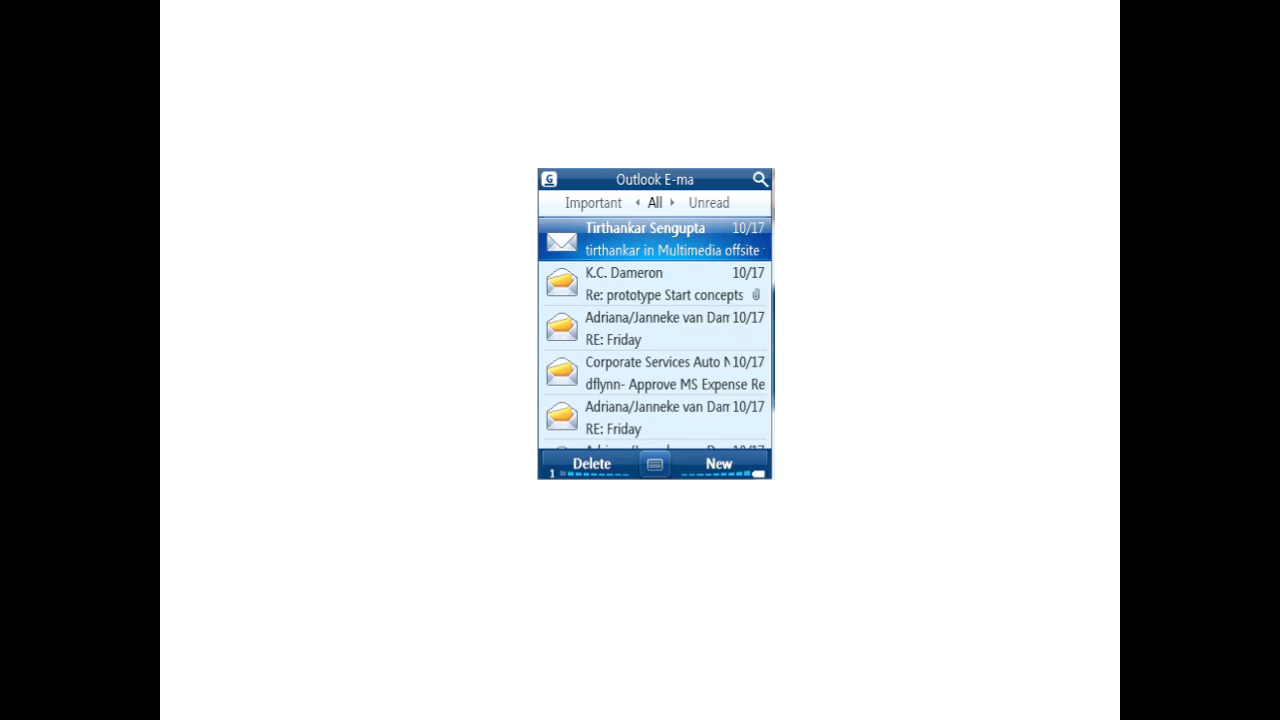 G Outlook E-ma
Important All Unread
Tirthankar Sengupta 10/17
tirthankar in Multimedia offsite
K.C. Dameron 10/17
Re: prototype Start concepts
Adriana/Janneke van Dam 10/17
RE: Friday
Corporate Services Auto N 10/17
dflynn- Approve MS Expense Re
Adriana/Janneke van Dam 10/17
RE: Friday
Delete New
1